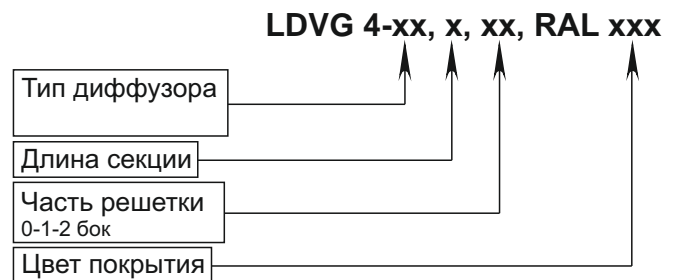 LDVG 4-xx, x, xx, RAL xxx
Тип диффузора
Длина секции
Часть решетки
0-1-2 бок
Цвет покрытия